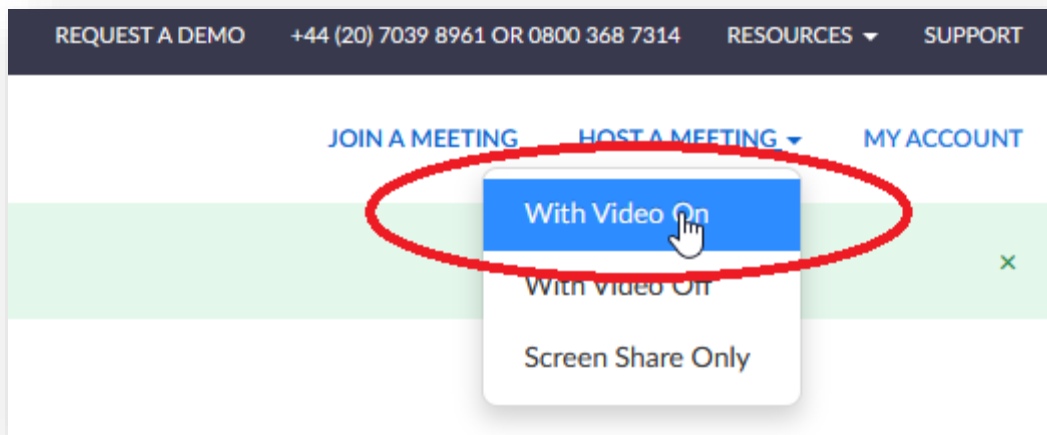 REQUEST A DEMO +44 (20) 7039 8961 OR 0800 368 7314 RESOURCES SUPPORT
JOIN A MEETING HOST A MEETING MY ACCOUNT
With Video On
×
With Video Off
Screen Share Only